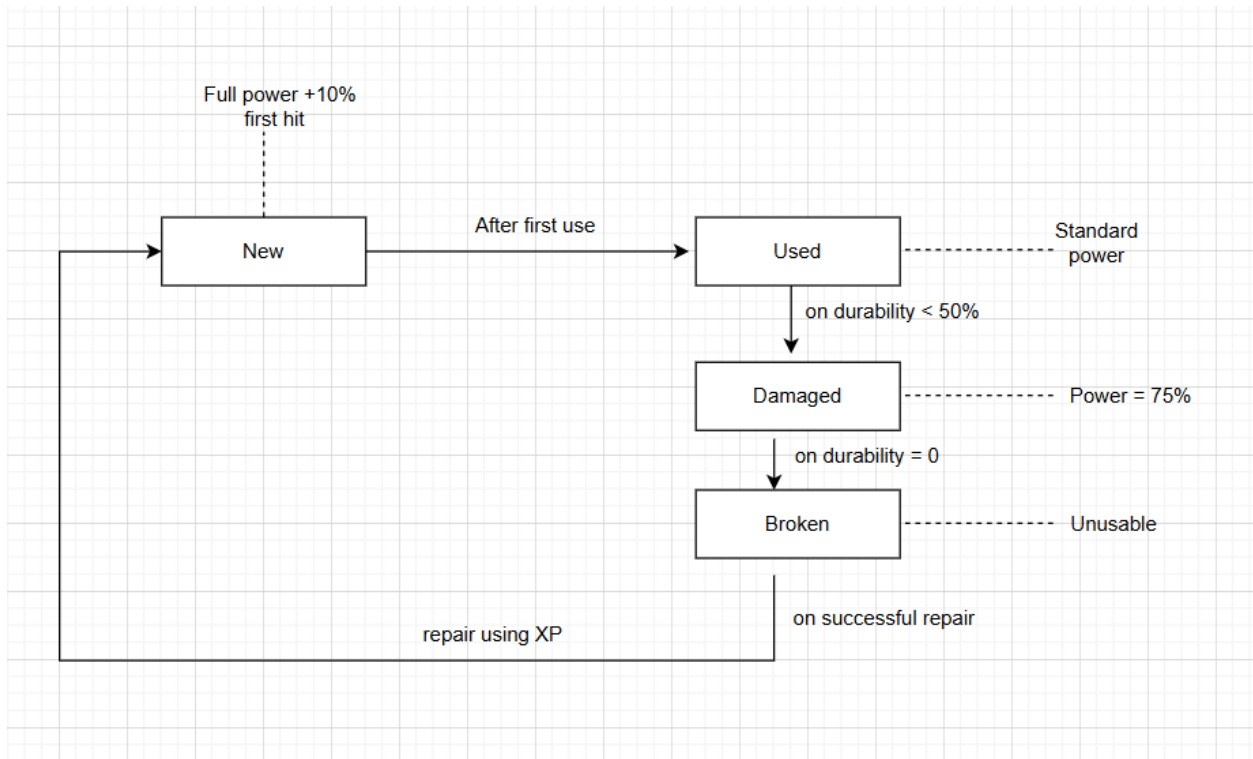 Full power +10%
first hit
New
After first use
Used
Standard
power
on durability < 50%
Damaged
Power = 75%
on durability = 0
Broken
Unusable
on successful repair
repair using XP